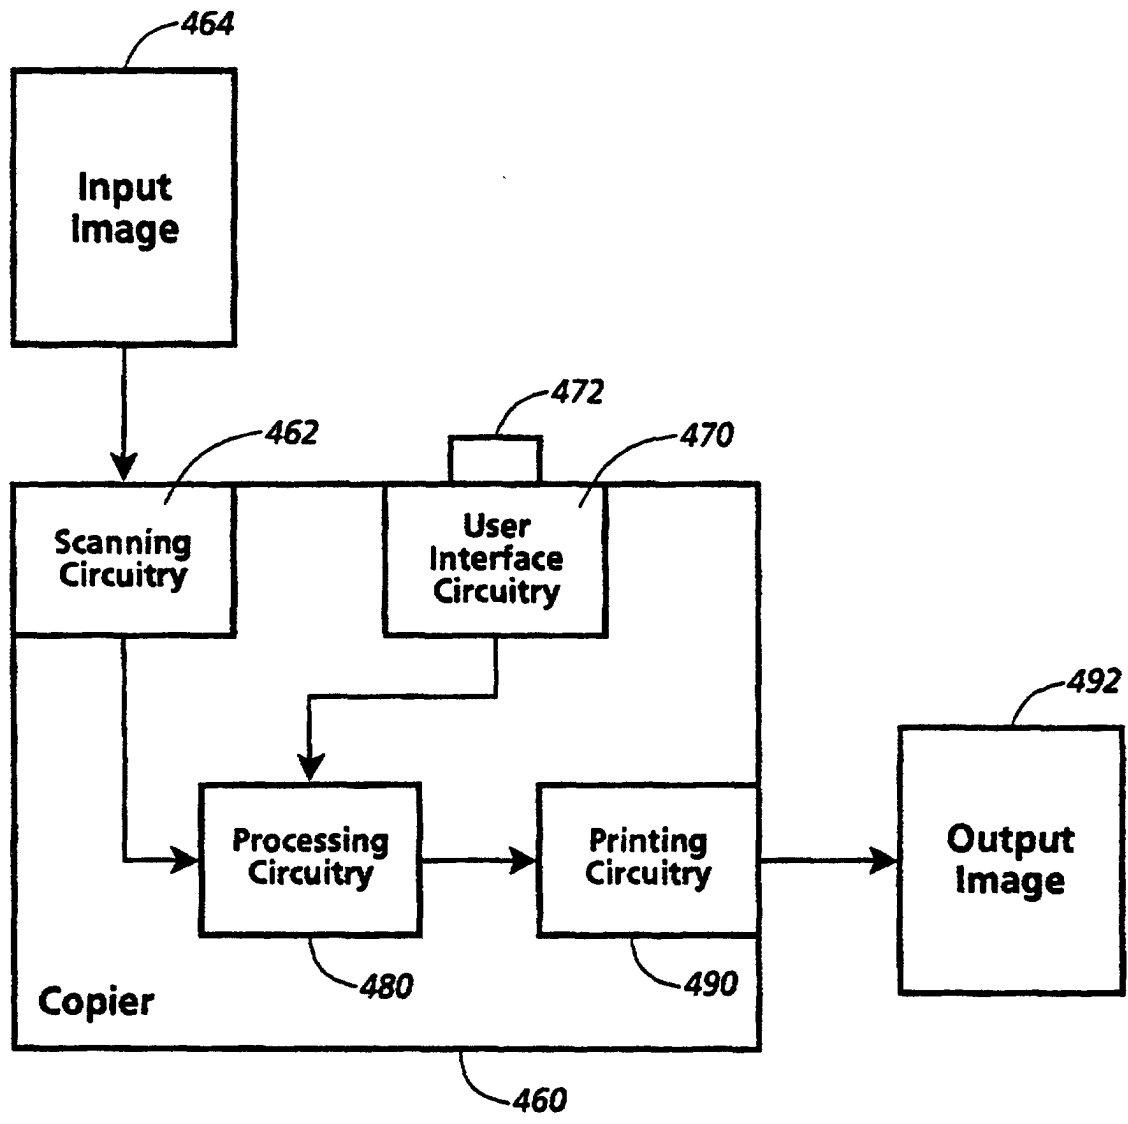 464
Input
Image
472
462
470
Scanning
Circuitry
User
Interface
Circuitry
492
Processing
Circuitry
Printing
Circuitry
Output
Image
480
490
Copier
460